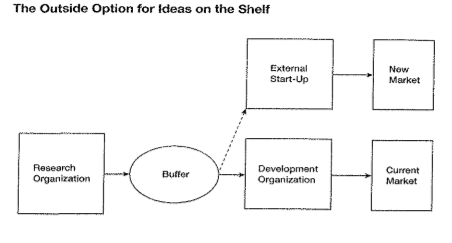 The Outside Option for Ideas on the Shelf
External
Start-Up
New
Market
Research
Organization
Buffer
Development
Organization
Current
Market